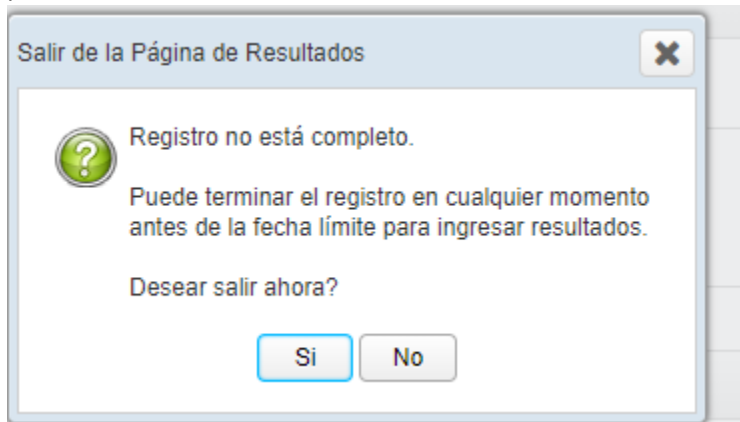 Salir de la Página de Resultados
Registro no está completo.
Puede terminar el registro en cualquier momento
antes de la fecha límite para ingresar resultados.
Desear salir ahora?
Si No